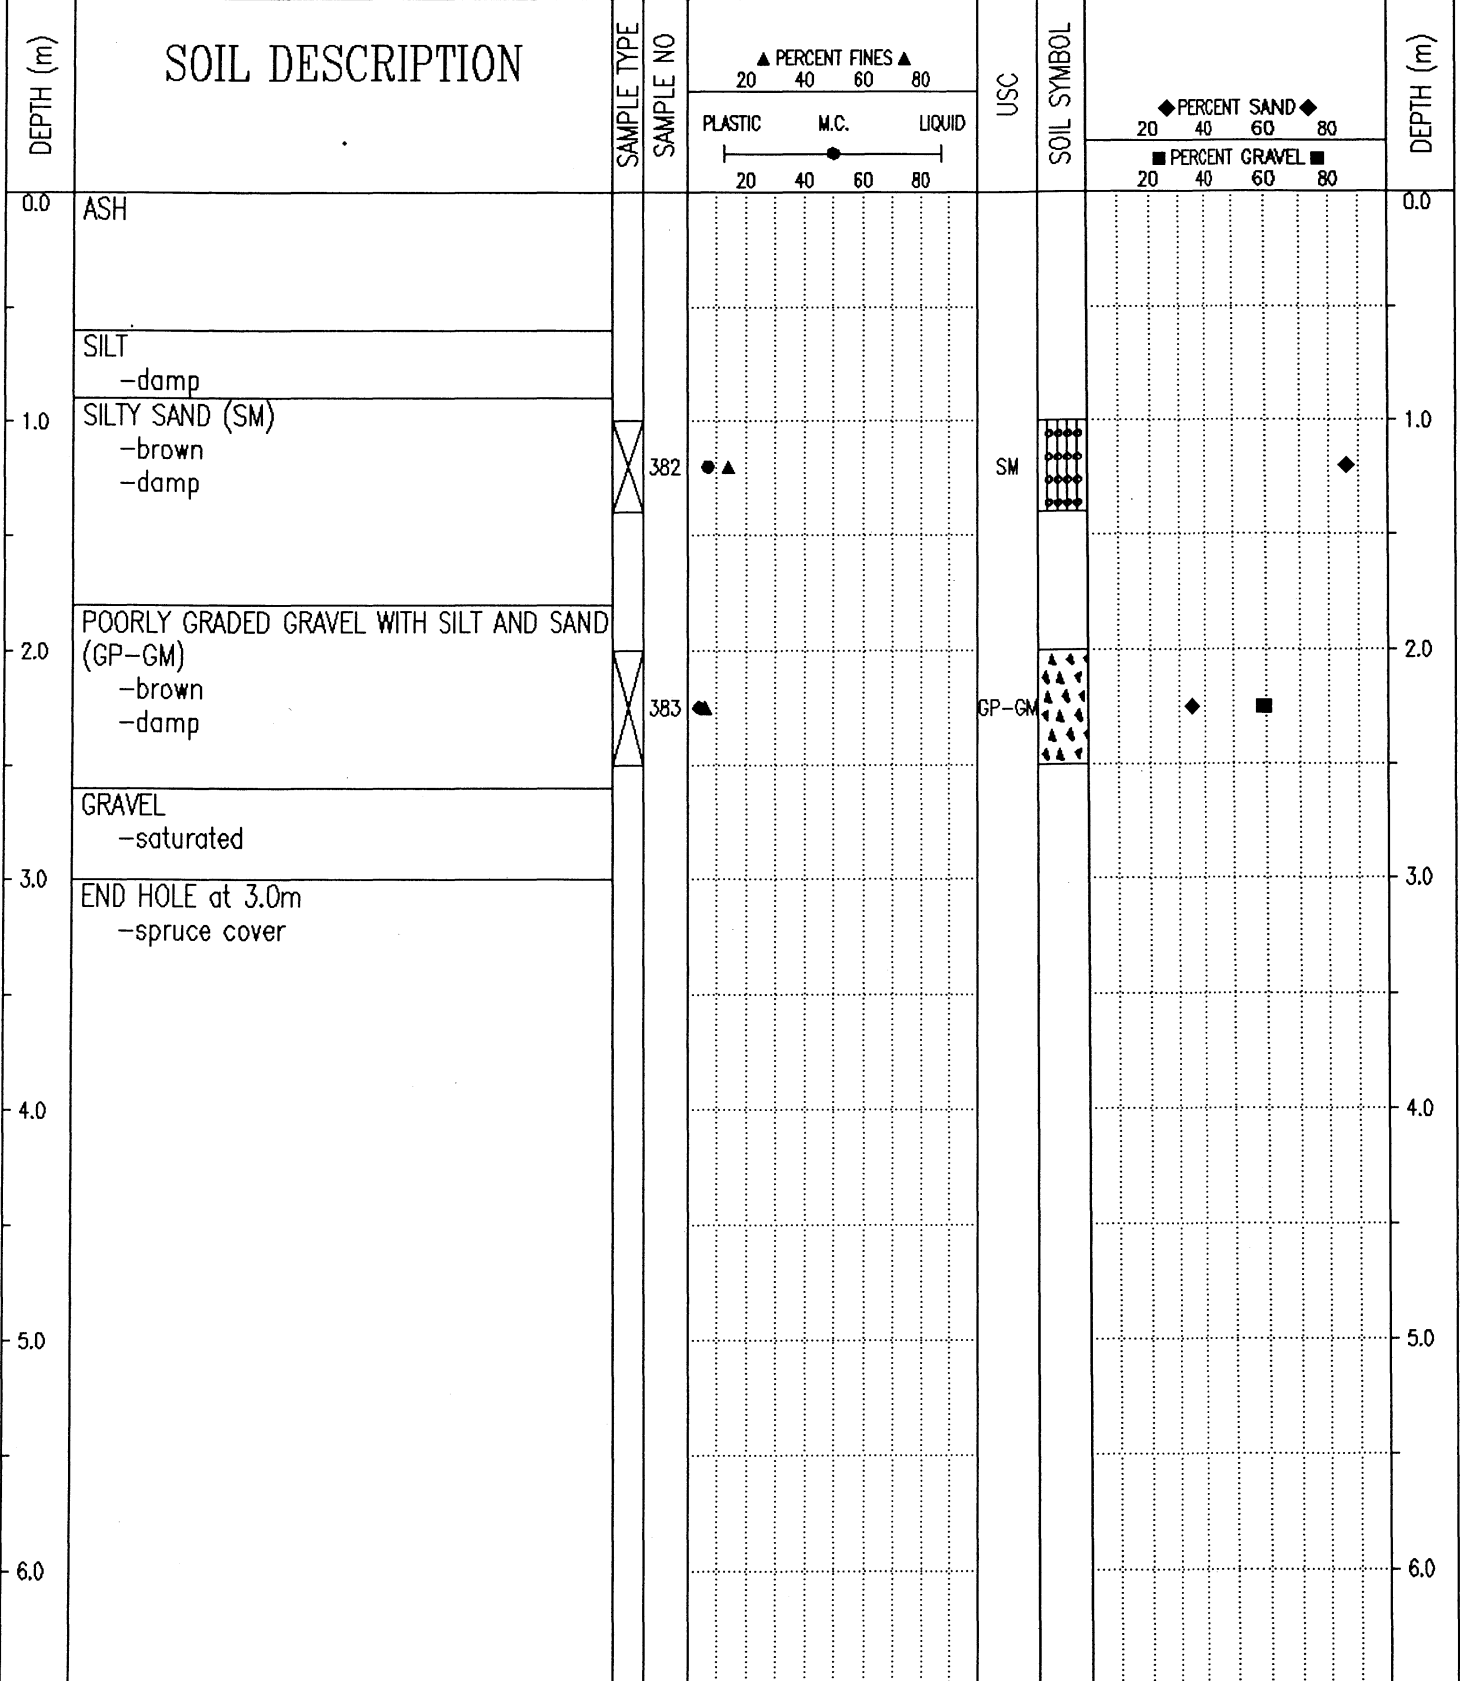 DEPTH (m)
SOIL DESCRIPTION
SAMPLE TYPE
SAMPLE NO
▲ PERCENT FINES ▲
20 40 60 80
PLASTIC M.C. LIQUID
20 40 60 80
USC
SOIL SYMBOL
◆ PERCENT SAND ◆
20 40 60 80
■ PERCENT GRAVEL ■
20 40 60 80
DEPTH (m)
0.0 ASH 0.0
SILT
-damp
1.0 SILTY SAND (SM) 1.0
-brown
382 SM
-damp
POORLY GRADED GRAVEL WITH SILT AND SAND
2.0 (GP-GM) 2.0
-brown
383 GP-GM
-damp
GRAVEL
-saturated
3.0 3.0
END HOLE at 3.0m
-spruce cover
4.0 4.0
5.0 5.0
6.0 6.0